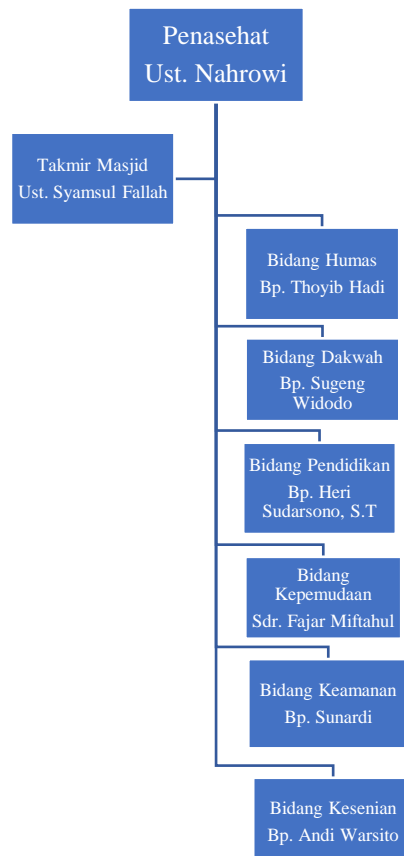 Penasehat
Ust. Nahrowi
Takmir Masjid
Ust. Syamsul Fallah
Bidang Humas
Bp. Thoyib Hadi
Bidang Dakwah
Bp. Sugeng
Widodo
Bidang Pendidikan
Bp. Heri
Sudarsono, S.T
Bidang
Kepemudaan
Sdr. Fajar Miftahul
Bidang Keamanan
Bp. Sunardi
Bidang Kesenian
Bp. Andi Warsito